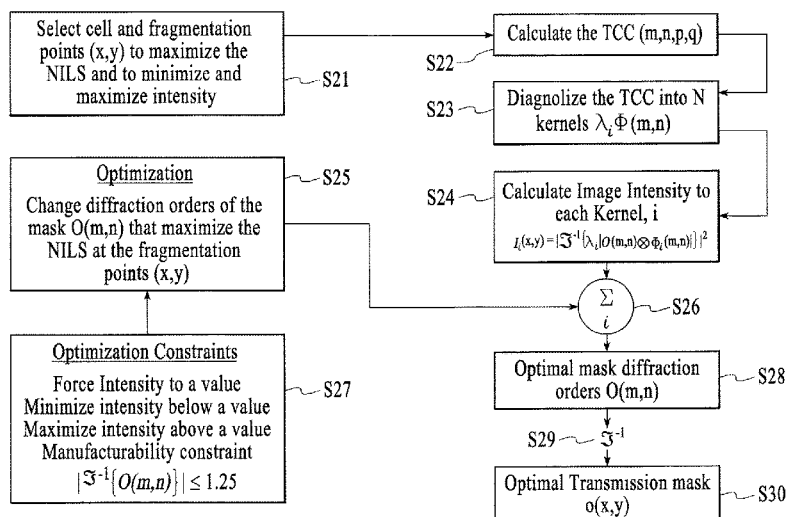 Select cell and fragmentation
points (x,y) to maximize the
NILS and to minimize and
maximize intensity
S21
Calculate the TCC (m,n,p,q)
S22
Diagnolize the TCC into N
kernels λᵢΦ(m,n)
S23
Calculate Image Intensity to
each Kernel, i
Iᵢ(x,y) = |ℑ⁻¹{λᵢ|O(m,n)⊗Φᵢ(m,n)|}|²
S24
Optimization
Change diffraction orders of the
mask O(m,n) that maximize the
NILS at the fragmentation
points (x,y)
S25
Σ
i
S26
Optimization Constraints
Force Intensity to a value
Minimize intensity below a value
Maximize intensity above a value
Manufacturability constraint
|ℑ⁻¹{O(m,n)}| ≤ 1.25
S27
Optimal mask diffraction
orders O(m,n)
S28
S29
ℑ⁻¹
Optimal Transmission mask
o(x,y)
S30